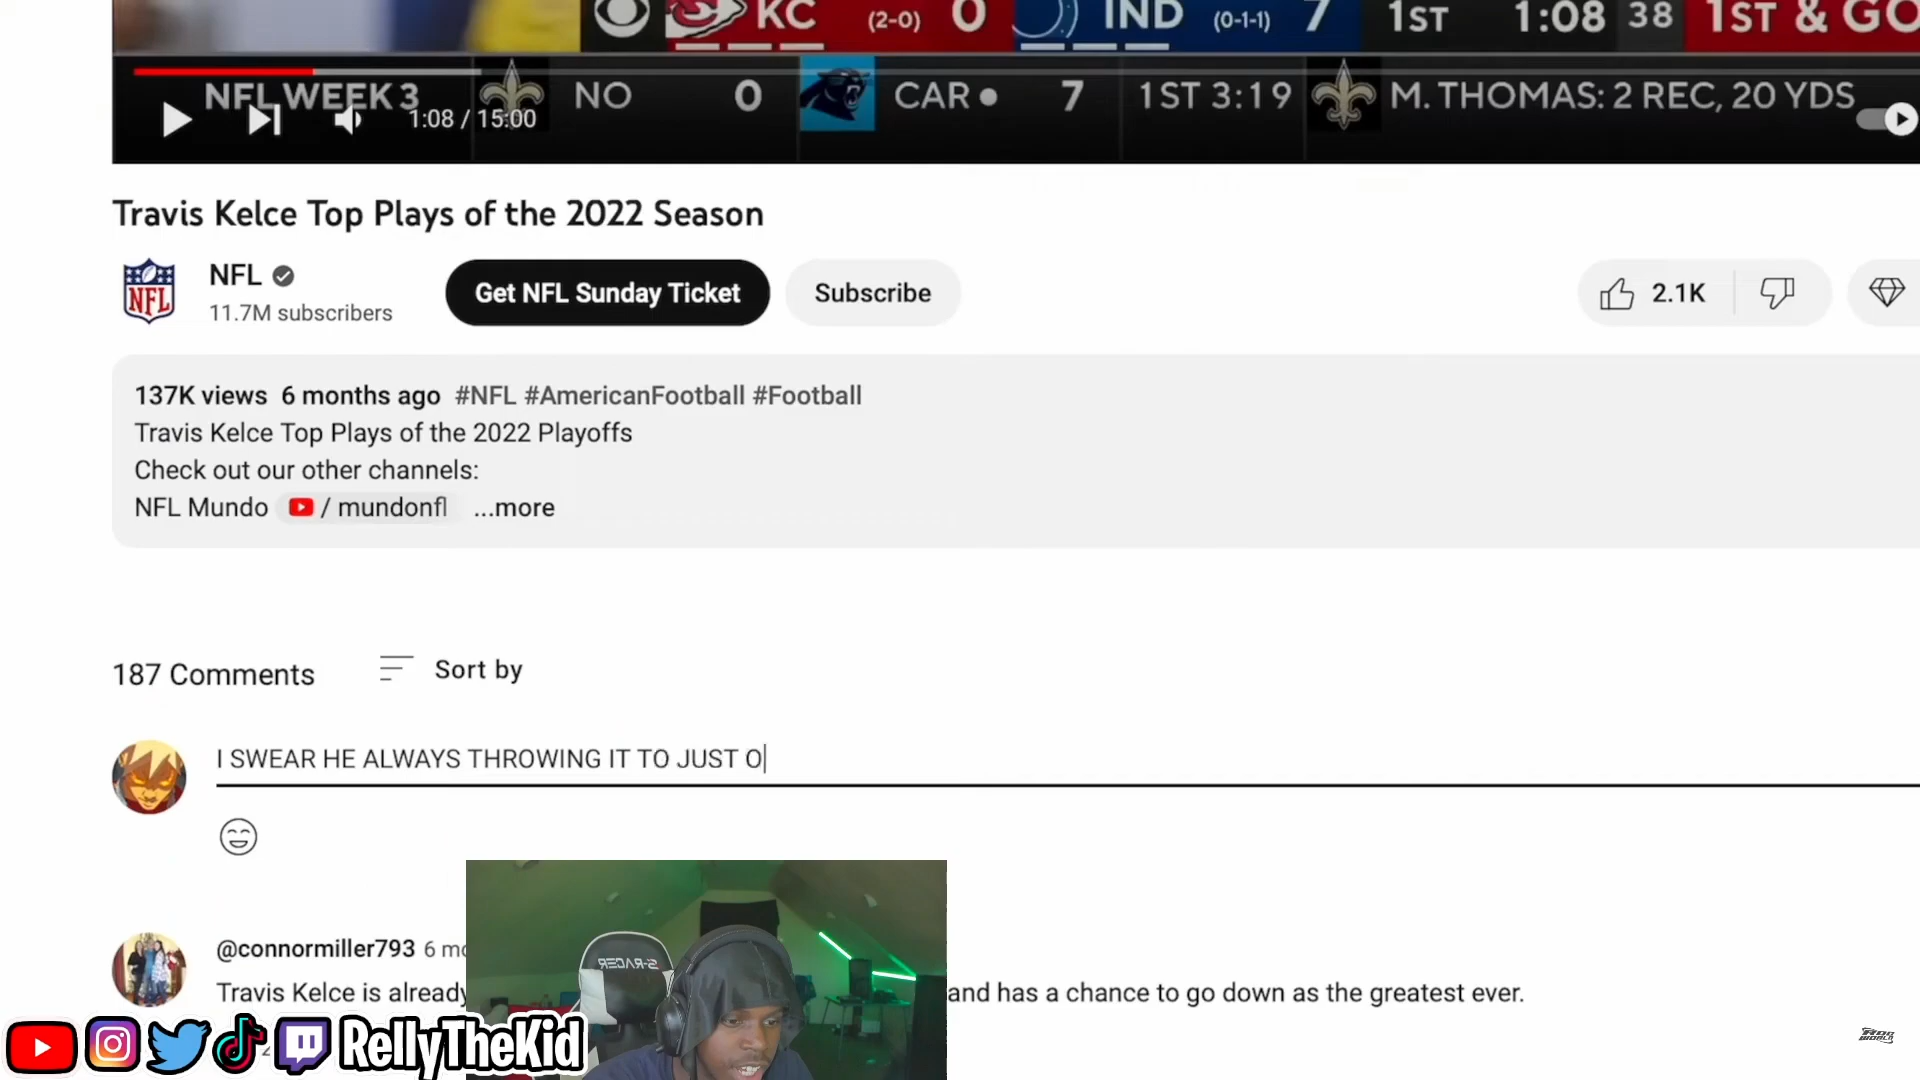 KC (2-0) 0 IND (0-1-1) 7 1ST 1:08 38 1ST & GO
NFL WEEK 3 NO 0 CAR 7 1ST 3:19 M. THOMAS: 2 REC, 20 YDS
1:08 / 15:00
Travis Kelce Top Plays of the 2022 Season
NFL
11.7M subscribers
Get NFL Sunday Ticket
Subscribe
2.1K
137K views 6 months ago #NFL #AmericanFootball #Football
Travis Kelce Top Plays of the 2022 Playoffs
Check out our other channels:
NFL Mundo / mundonfl ...more
187 Comments
Sort by
I SWEAR HE ALWAYS THROWING IT TO JUST O
@connormiller793 6 mo
Travis Kelce is already and has a chance to go down as the greatest ever.
RellyTheKid